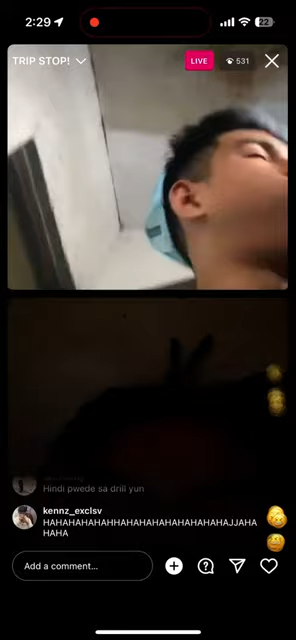 2:29
22
TRIP STOP!
LIVE
531
Hindi pwede sa drill yun
kennz_exclsv
HAHAHAHAHAHHAHAHAHAHAHAHAHAHAJJAHA
HAHA
Add a comment...